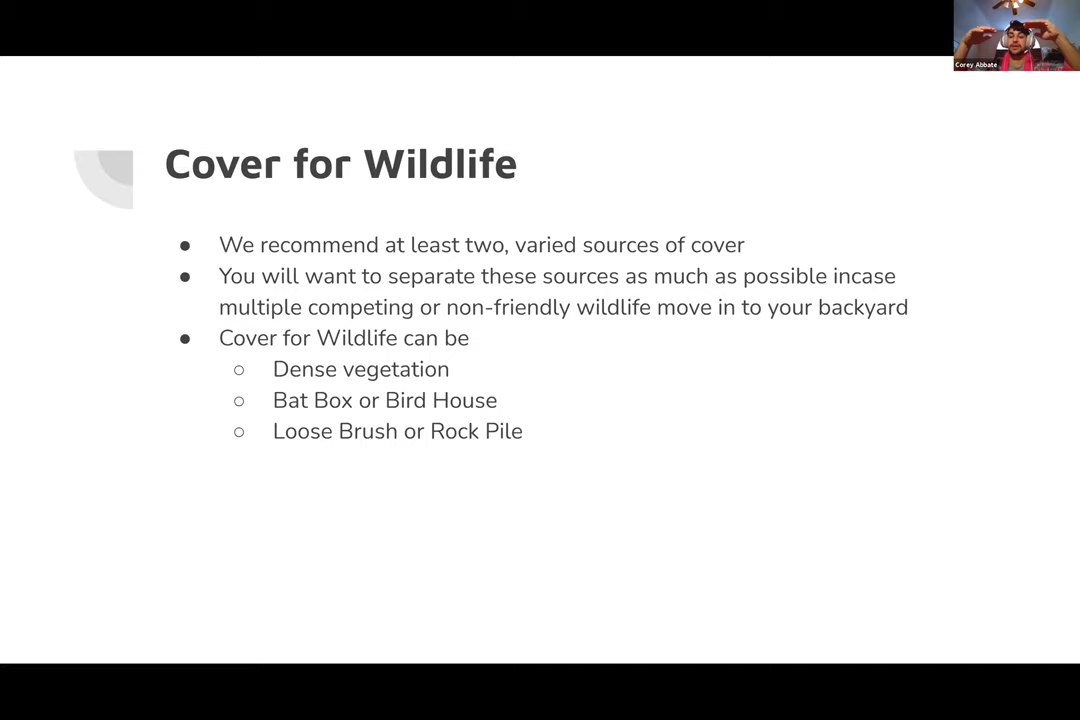 Corey Abbate
Cover for Wildlife
● We recommend at least two, varied sources of cover
● You will want to separate these sources as much as possible incase
multiple competing or non-friendly wildlife move in to your backyard
● Cover for Wildlife can be
○ Dense vegetation
○ Bat Box or Bird House
○ Loose Brush or Rock Pile